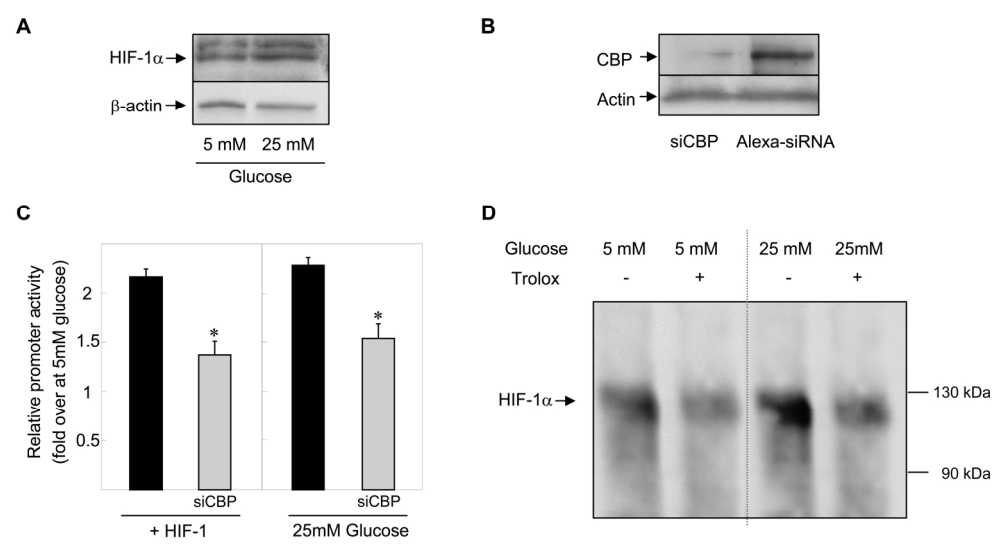 A
HIF-1α
β-actin
5 mM 25 mM
Glucose
B
CBP
Actin
siCBP Alexa-siRNA
C
Relative promoter activity
(fold over at 5mM glucose)
2
1.5
1
0.5
*
*
siCBP siCBP
+ HIF-1 25mM Glucose
D
Glucose 5 mM 5 mM 25 mM 25mM
Trolox - + - +
HIF-1α
130 kDa
90 kDa